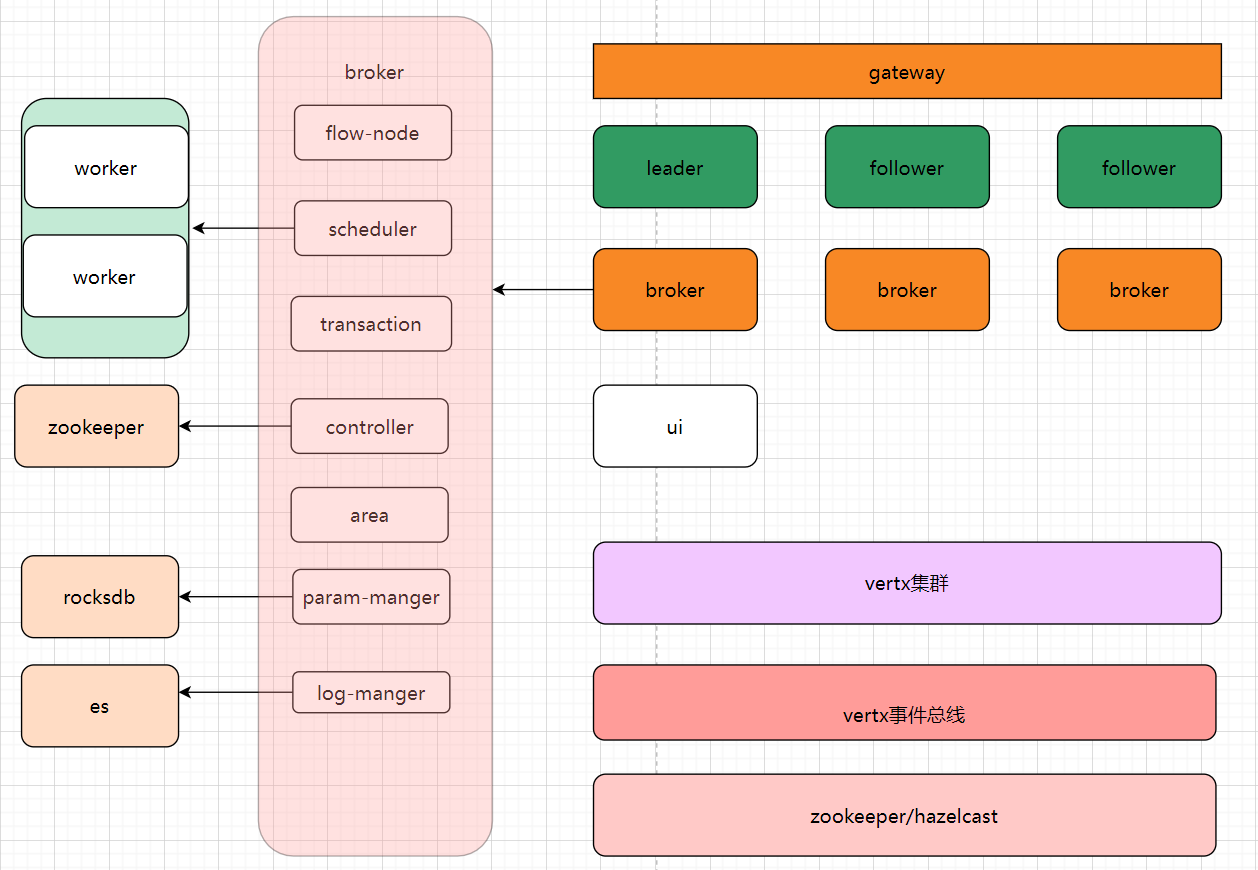 broker
flow-node
scheduler
transaction
controller
area
param-manger
log-manger
worker
worker
zookeeper
rocksdb
es
gateway
leader
follower
follower
broker
broker
broker
ui
vertx集群
vertx事件总线
zookeeper/hazelcast